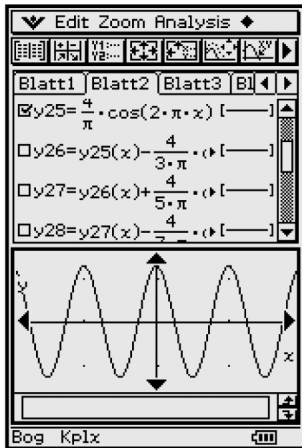 Edit Zoom Analysis
Blatt1 Blatt2 Blatt3 Bl
y25=4/π·cos(2·π·x) [—]
y26=y25(x)-4/(3·π)·( [—]
y27=y26(x)+4/(5·π)·( [—]
y28=y27(x)-4/ [—]
y
x
Bog Kplx